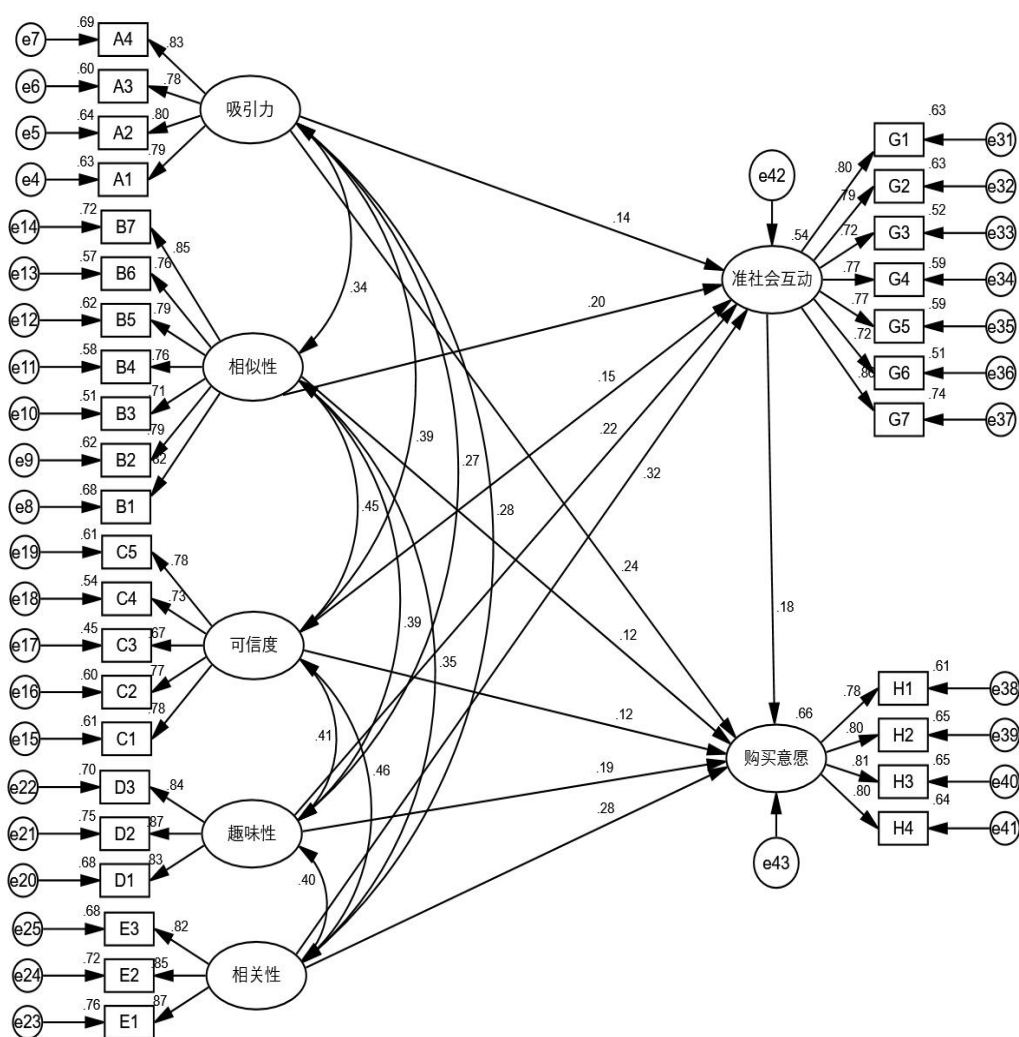 .69
e7
A4
.83
.60
e6
A3
.78
.64
e5
A2
.80
.63
e4
A1
.79
吸引力
.72
e14
B7
.85
.57
e13
B6
.76
.62
e12
B5
.79
.58
e11
B4
.76
.51
e10
B3
.71
.62
e9
B2
.79
.68
e8
B1
.82
相似性
.61
e19
C5
.78
.54
e18
C4
.73
.45
e17
C3
.67
.60
e16
C2
.77
.61
e15
C1
.78
可信度
.70
e22
D3
.84
.75
e21
D2
.87
.68
e20
D1
.83
趣味性
.68
e25
E3
.82
.72
e24
E2
.85
.76
e23
E1
.87
相关性
.34
.39
.27
.28
.45
.39
.35
.41
.46
.40
.14
.20
.15
.22
.32
.24
.12
.12
.19
.28
.18
e42
.54
准社会互动
.80
G1
.63
e31
.79
G2
.63
e32
.72
G3
.52
e33
.77
G4
.59
e34
.77
G5
.59
e35
.72
G6
.51
e36
.86
G7
.74
e37
.66
购买意愿
e43
.78
H1
.61
e38
.80
H2
.65
e39
.81
H3
.65
e40
.80
H4
.64
e41